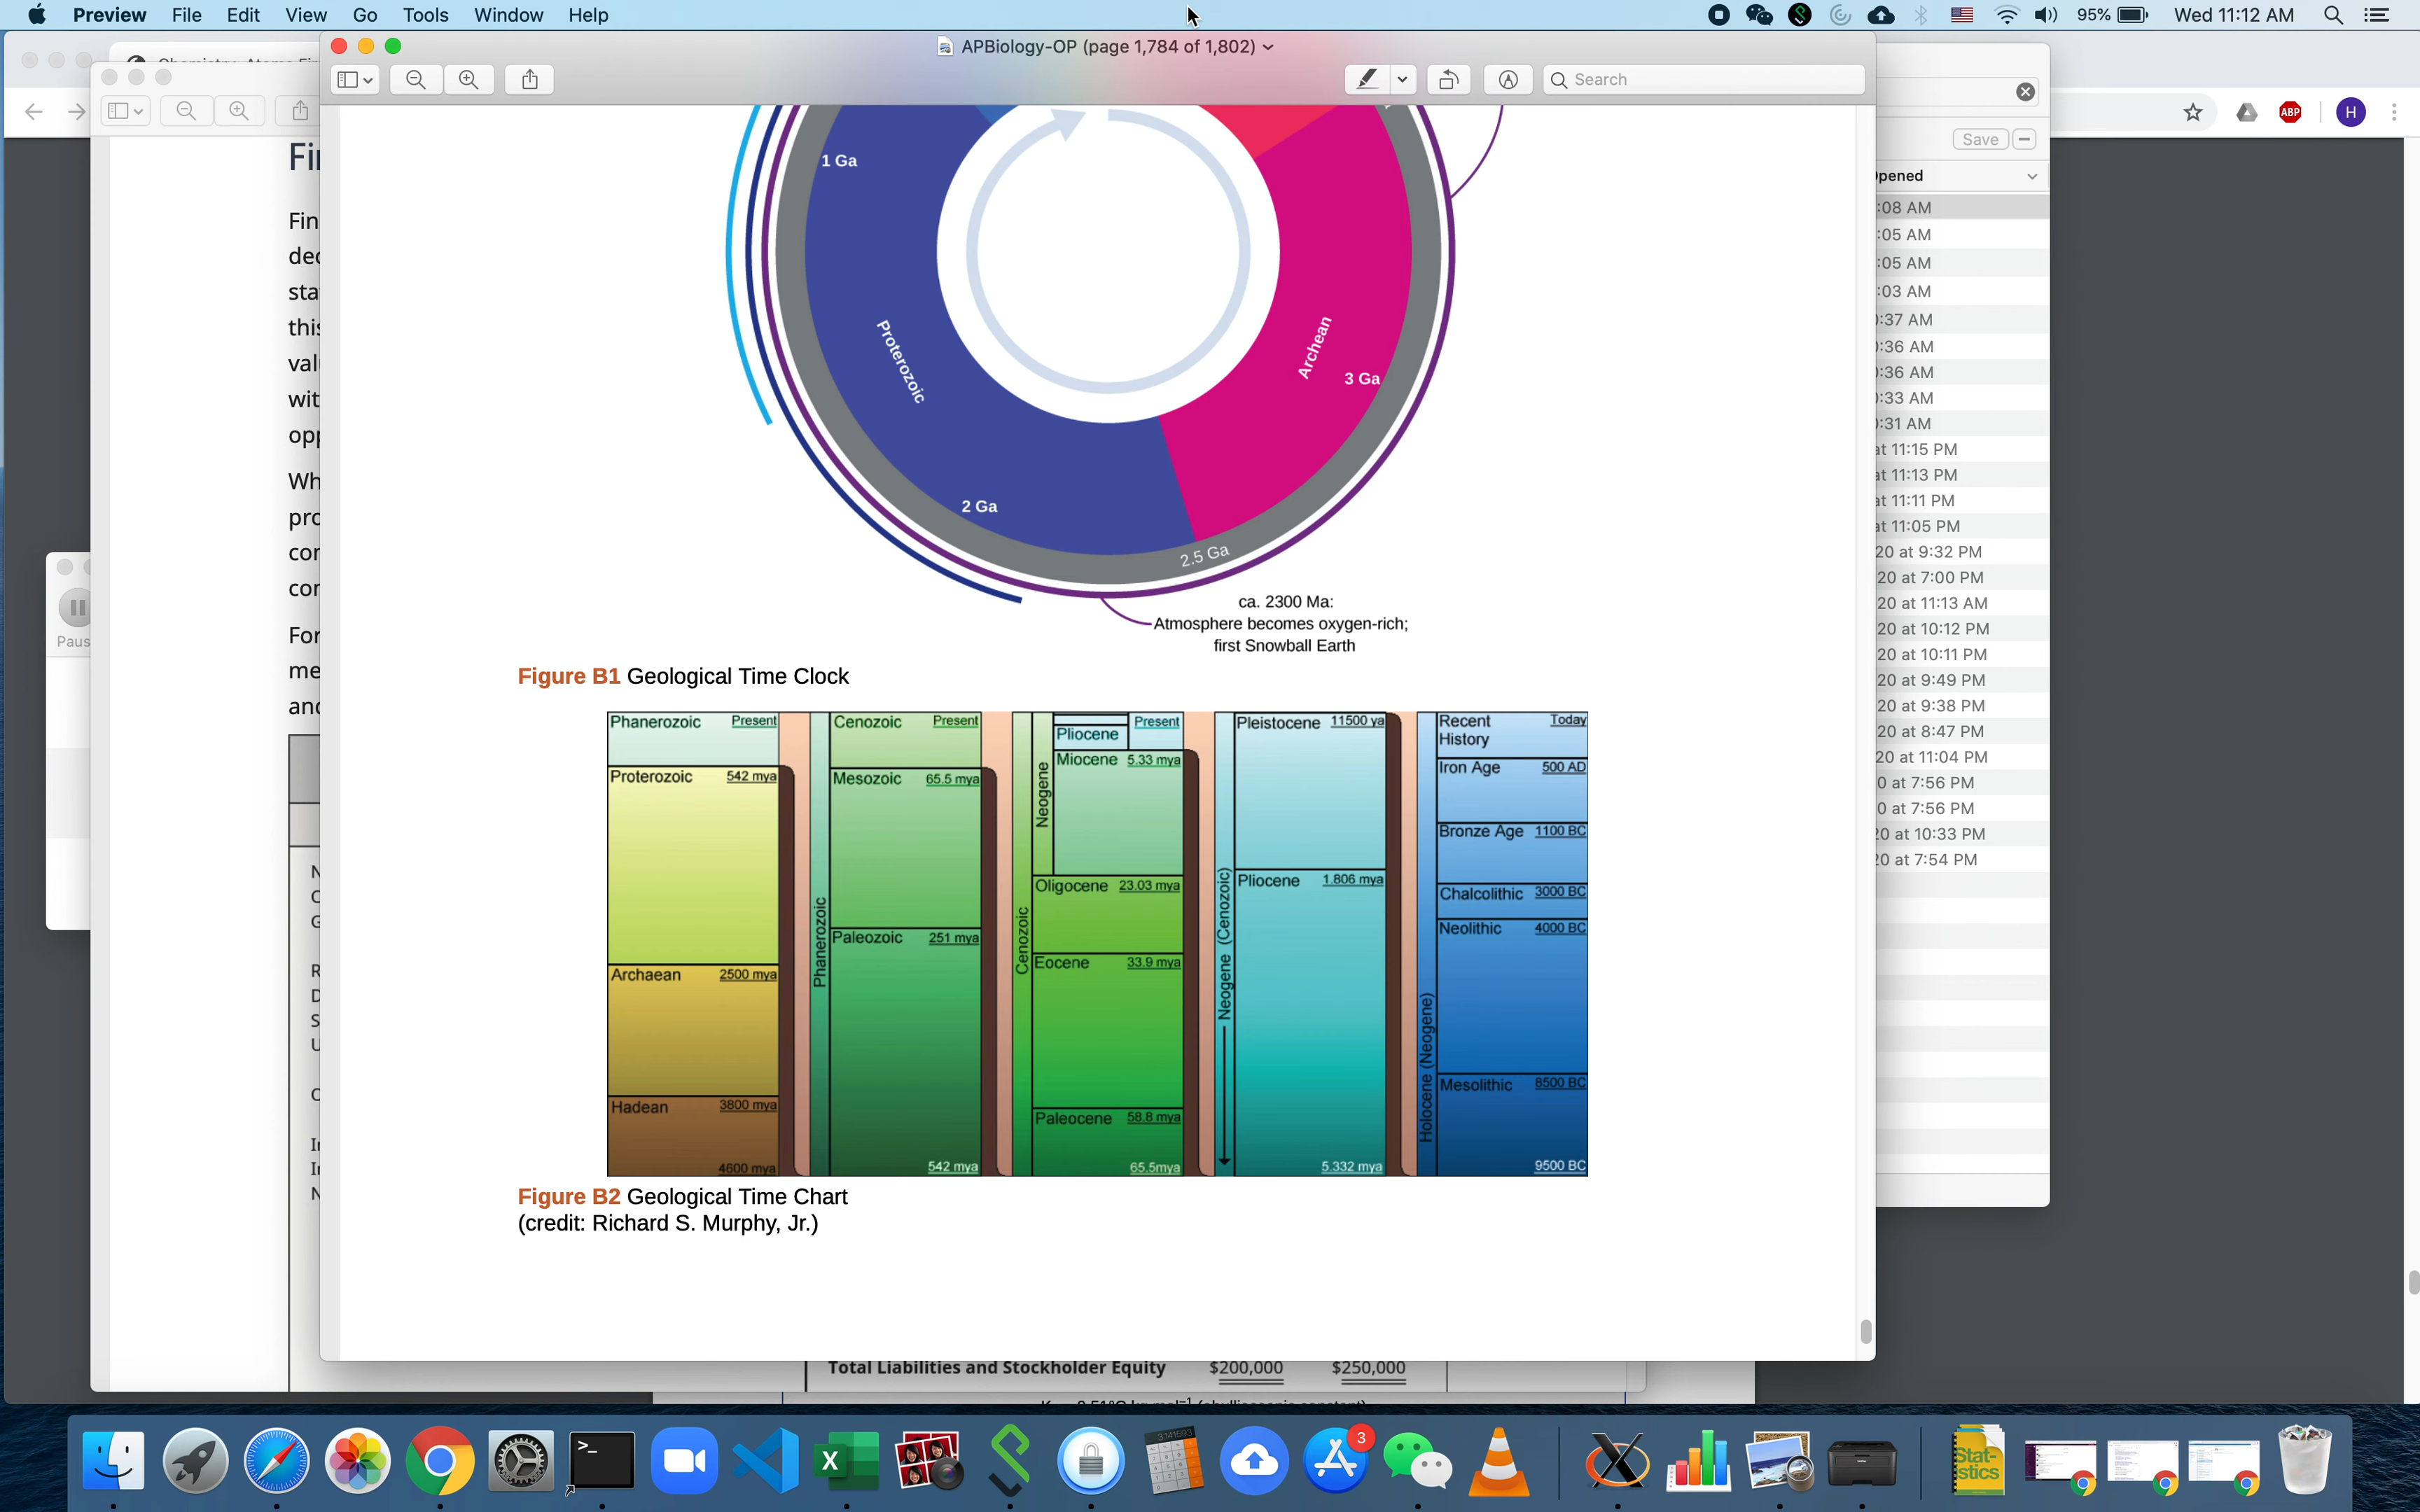 Preview File Edit View Go Tools Window Help
95% Wed 11:12 AM
APBiology-OP (page 1,784 of 1,802)
Search
ABP
H
Save
:08 AM
:05 AM
:05 AM
:03 AM
:37 AM
:36 AM
:36 AM
:33 AM
:31 AM
at 11:15 PM
at 11:13 PM
at 11:11 PM
at 11:05 PM
20 at 9:32 PM
20 at 7:00 PM
20 at 11:13 AM
20 at 10:12 PM
20 at 10:11 PM
20 at 9:49 PM
20 at 9:38 PM
20 at 8:47 PM
20 at 11:04 PM
0 at 7:56 PM
0 at 7:56 PM
20 at 10:33 PM
20 at 7:54 PM
1 Ga
Proterozoic
Archean
3 Ga
2 Ga
2.5 Ga
ca. 2300 Ma:
Atmosphere becomes oxygen-rich;
first Snowball Earth
Figure B1 Geological Time Clock
Phanerozoic Present
Proterozoic 542 mya
Archaean 2500 mya
Hadean 3800 mya
4600 mya
Phanerozoic
Cenozoic Present
Mesozoic 65.5 mya
Paleozoic 251 mya
542 mya
Cenozoic
Neogene
Present
Pliocene
Miocene 5.33 mya
Oligocene 23.03 mya
Eocene 33.9 mya
Paleocene 58.8 mya
65.5mya
Neogene (Cenozoic)
Pleistocene 11500 ya
Pliocene 1.806 mya
5.332 mya
Holocene (Neogene)
Recent History Today
Iron Age 500 AD
Bronze Age 1100 BC
Chalcolithic 3000 BC
Neolithic 4000 BC
Mesolithic 8500 BC
9500 BC
Figure B2 Geological Time Chart
(credit: Richard S. Murphy, Jr.)
Total Liabilities and Stockholder Equity $200,000 $250,000
3
3.141593
Stat-
stics